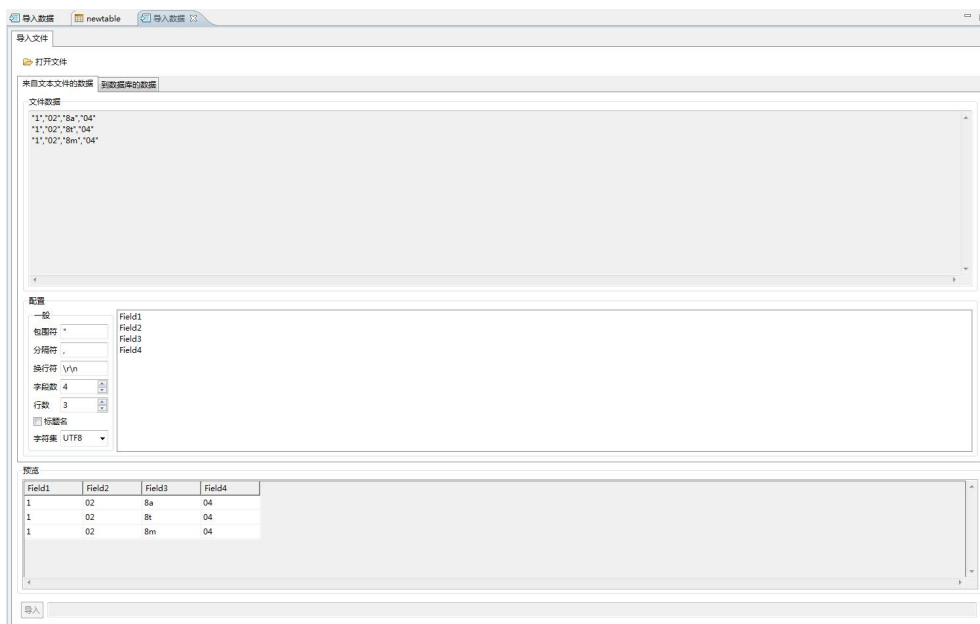 导入数据 newtable 导入数据
导入文件
打开文件
来自文本文件的数据 到数据库的数据
文件数据
"1","02","8a","04"
"1","02","8t","04"
"1","02","8m","04"
配置
一般
包围符 "
分隔符 ,
换行符 \r\n
字段数 4
行数 3
标题名
字符集 UTF8
Field1
Field2
Field3
Field4
预览
Field1 Field2 Field3 Field4
1 02 8a 04
1 02 8t 04
1 02 8m 04
导入